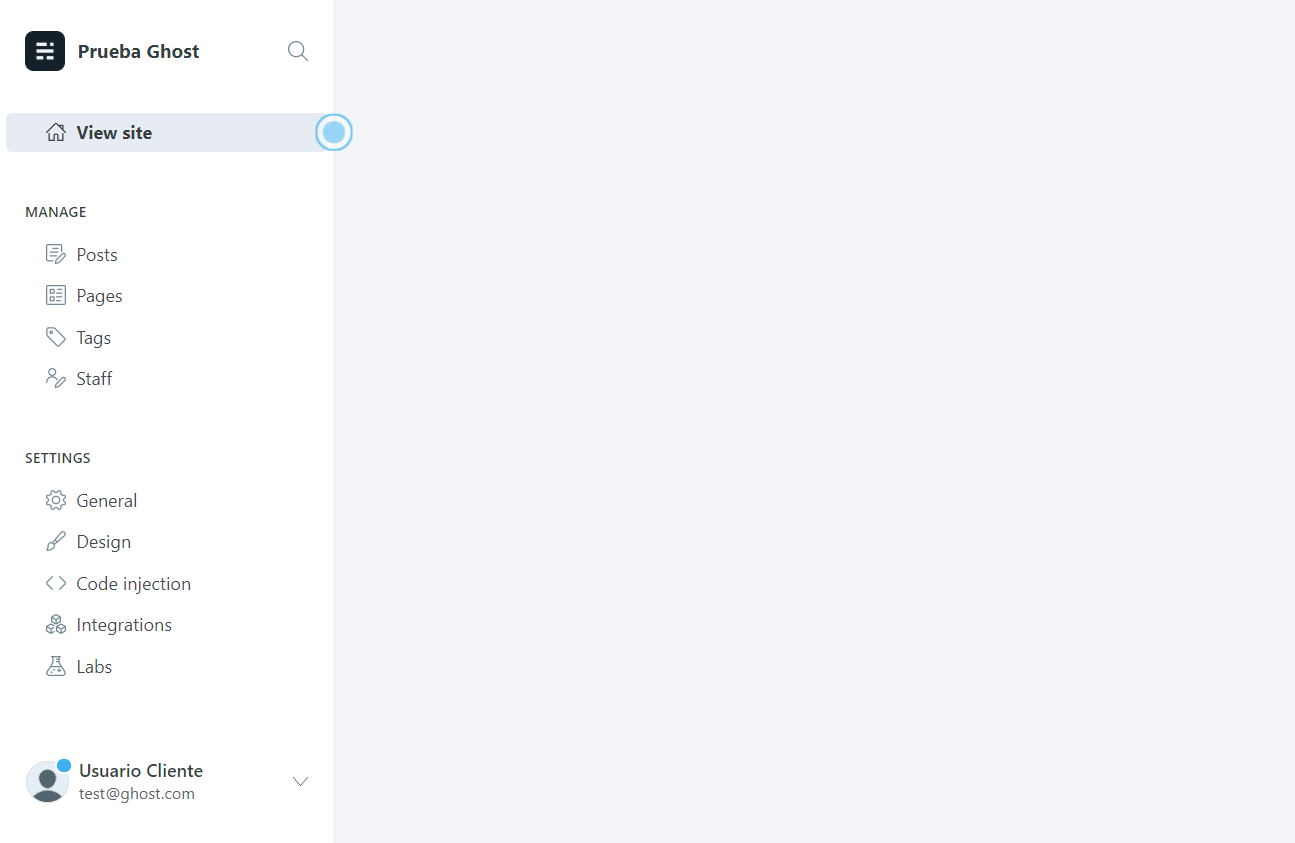 Prueba Ghost
View site
MANAGE
Posts
Pages
Tags
Staff
SETTINGS
General
Design
Code injection
Integrations
Labs
Usuario Cliente
test@ghost.com